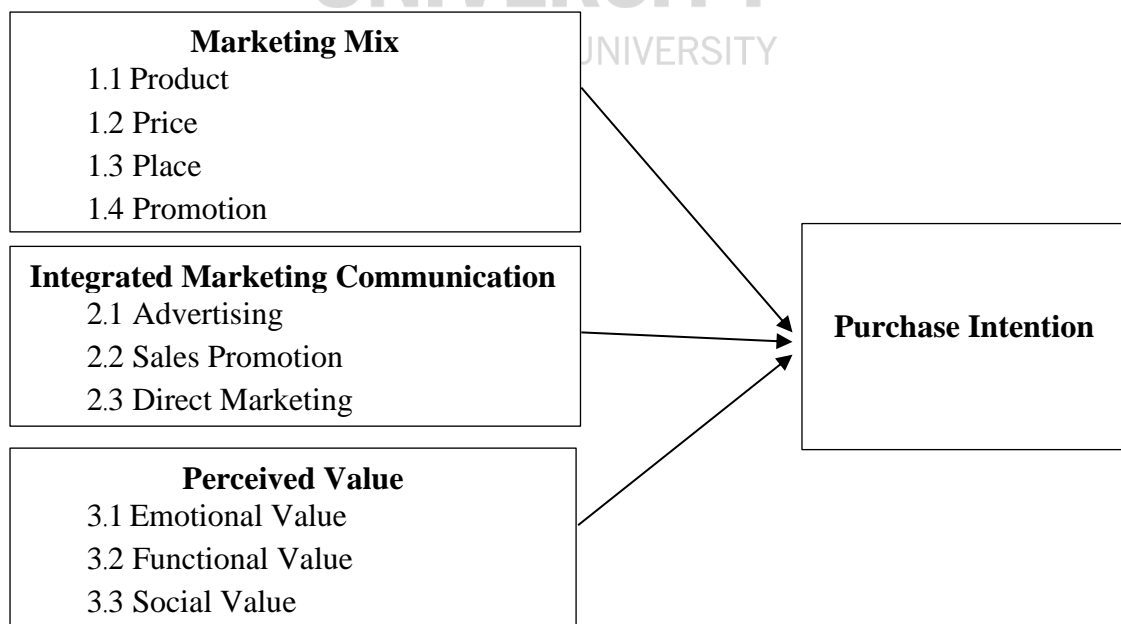 UNIVERSITY
UNIVERSITY
Marketing Mix
1.1 Product
1.2 Price
1.3 Place
1.4 Promotion
Integrated Marketing Communication
2.1 Advertising
2.2 Sales Promotion
2.3 Direct Marketing
Purchase Intention
Perceived Value
3.1 Emotional Value
3.2 Functional Value
3.3 Social Value